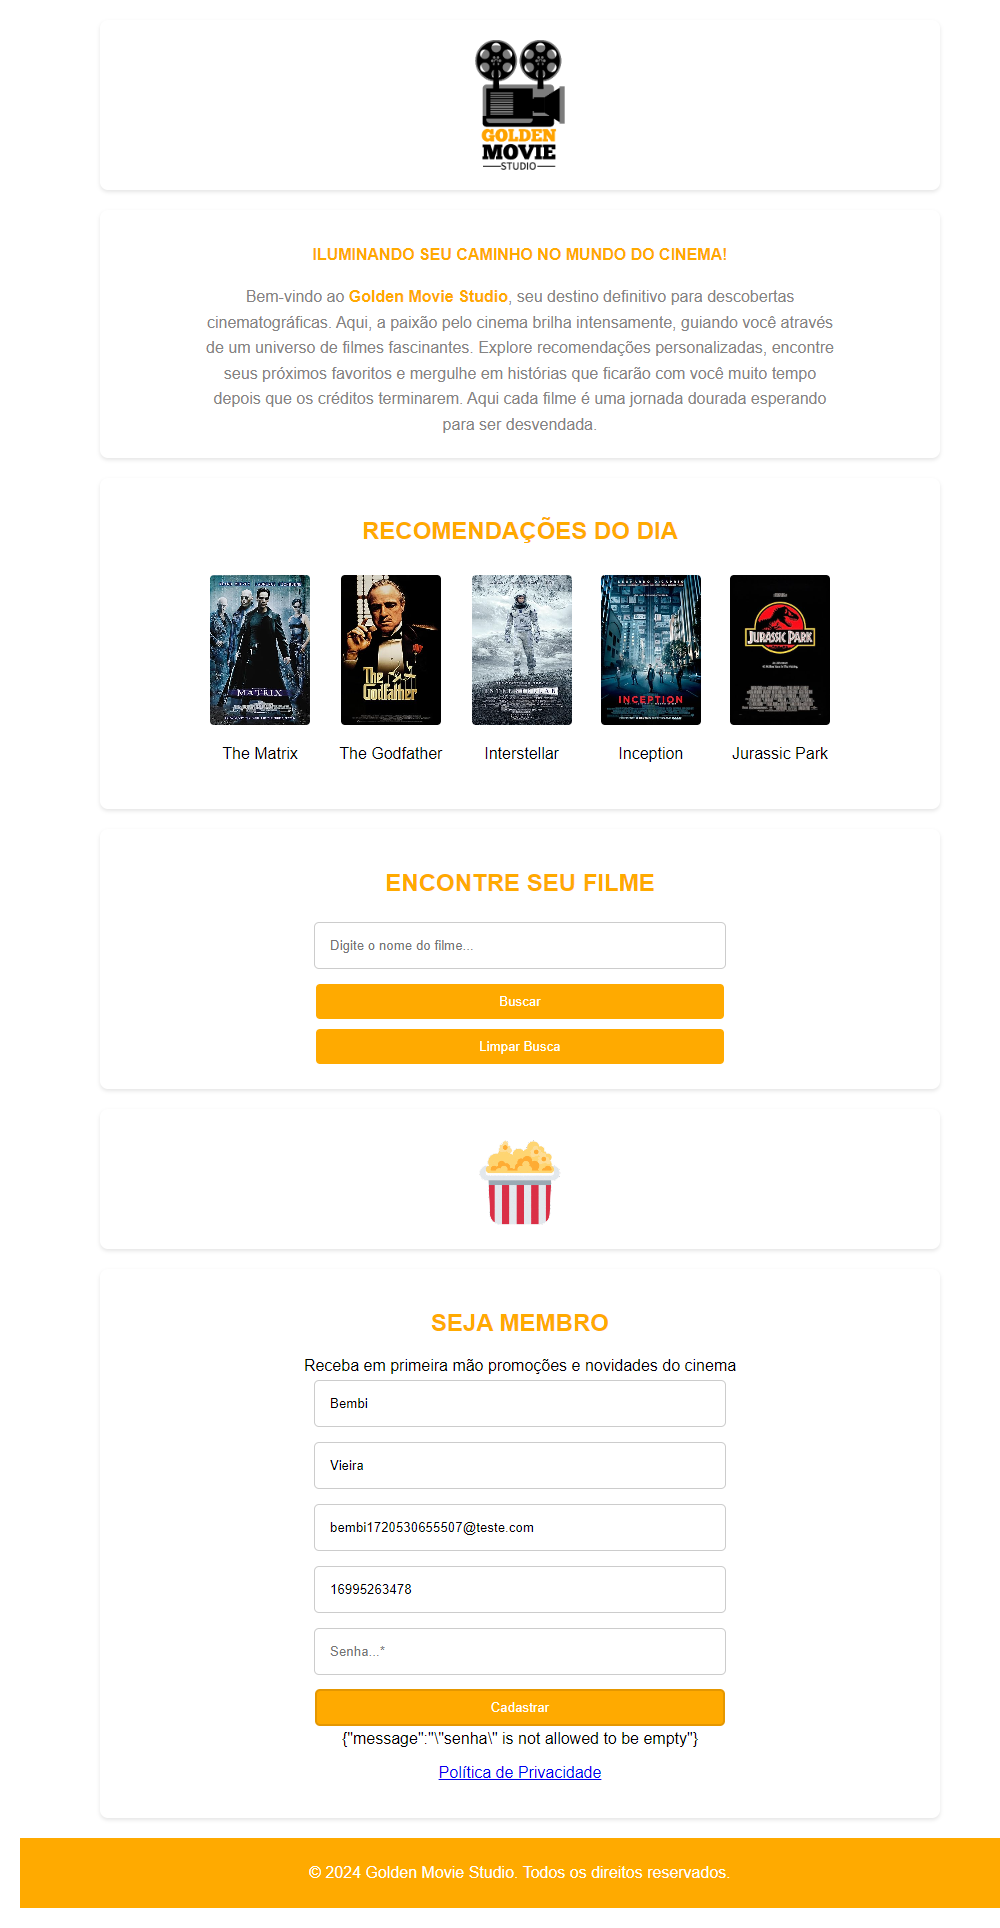 GOLDEN
MOVIE
STUDIO
ILUMINANDO SEU CAMINHO NO MUNDO DO CINEMA!
Bem-vindo ao Golden Movie Studio, seu destino definitivo para descobertas
cinematográficas. Aqui, a paixão pelo cinema brilha intensamente, guiando você através
de um universo de filmes fascinantes. Explore recomendações personalizadas, encontre
seus próximos favoritos e mergulhe em histórias que ficarão com você muito tempo
depois que os créditos terminarem. Aqui cada filme é uma jornada dourada esperando
para ser desvendada.
RECOMENDAÇÕES DO DIA
MATRIX
The
Godfather
INCEPTION
JURASSIC PARK
The Matrix
The Godfather
Interstellar
Inception
Jurassic Park
ENCONTRE SEU FILME
Digite o nome do filme...
Buscar
Limpar Busca
SEJA MEMBRO
Receba em primeira mão promoções e novidades do cinema
Bembi
Vieira
bembi1720530655507@teste.com
16995263478
Senha...*
Cadastrar
{"message":"\"senha\" is not allowed to be empty"}
Política de Privacidade
© 2024 Golden Movie Studio. Todos os direitos reservados.